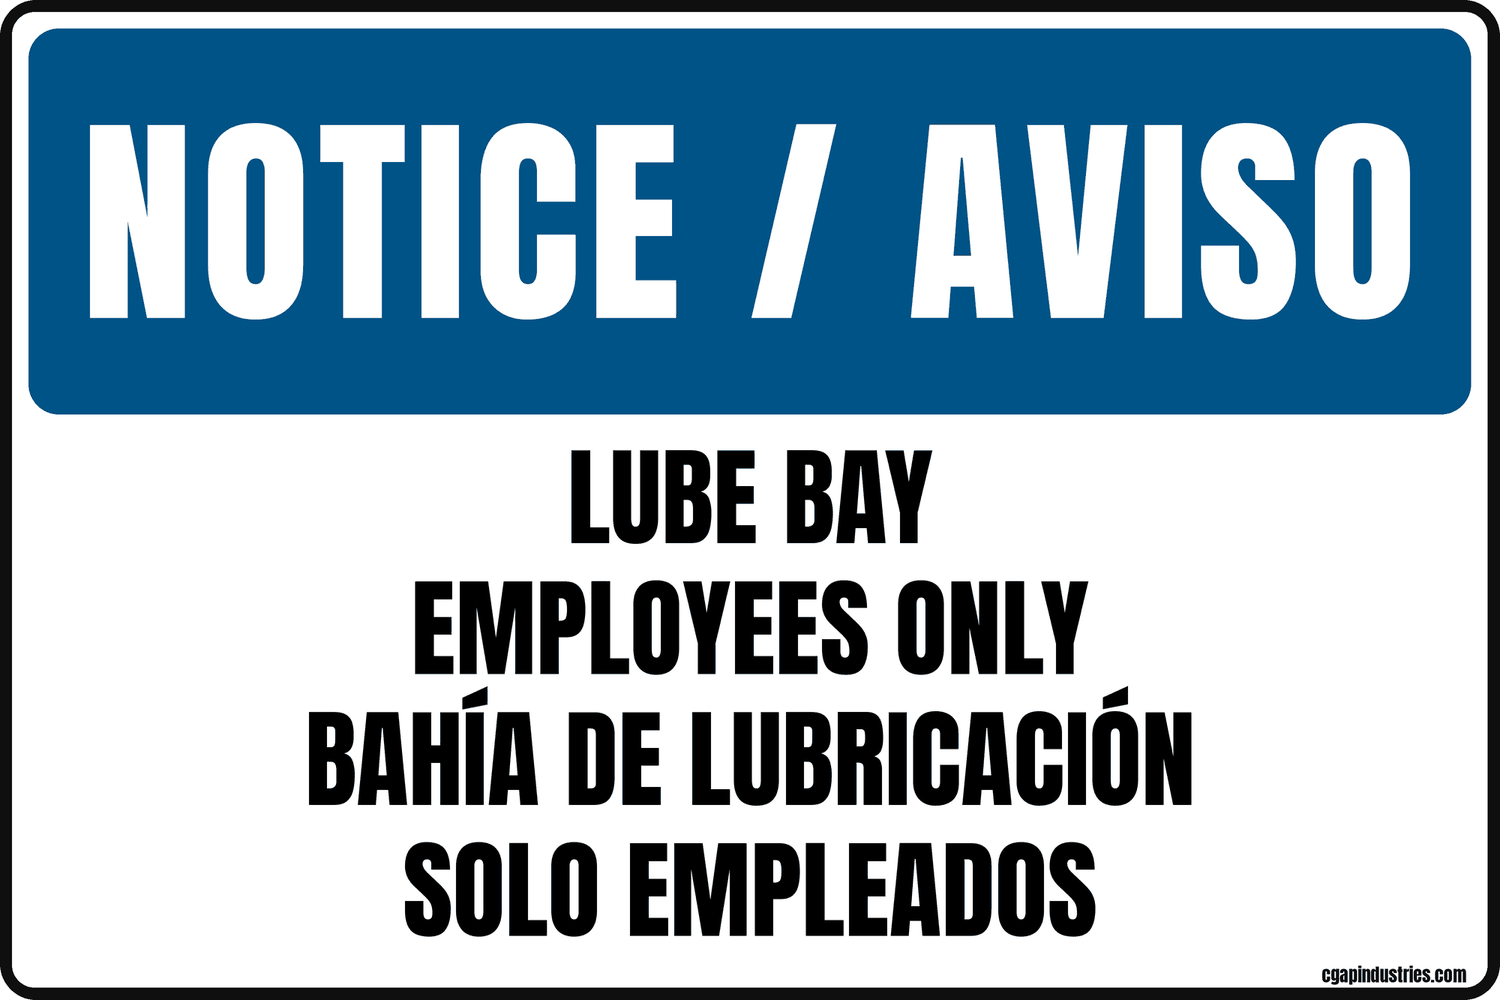 NOTICE / AVISO
LUBE BAY
EMPLOYEES ONLY
BAHÍA DE LUBRICACIÓN
SOLO EMPLEADOS
cgapindustries.com